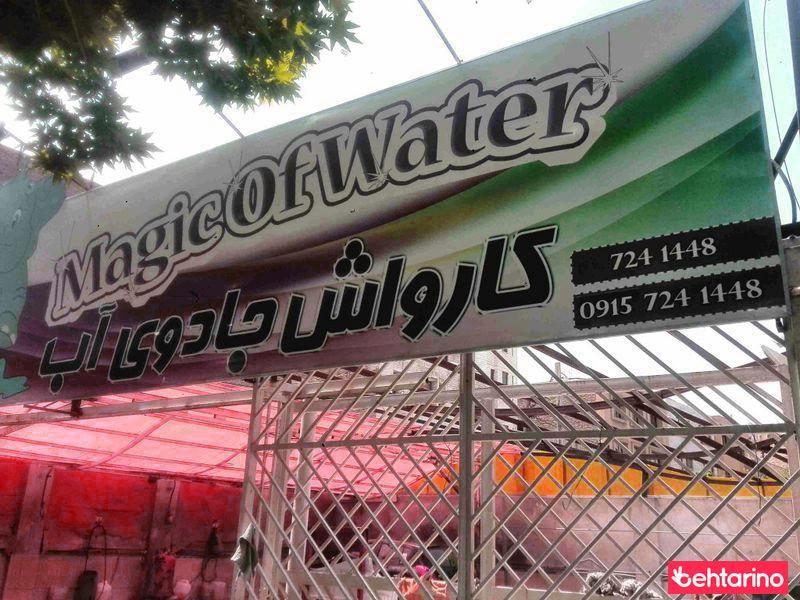 Magic Of Water
کارواش جادوی آب
724 1448
0915 724 1448
behtarino